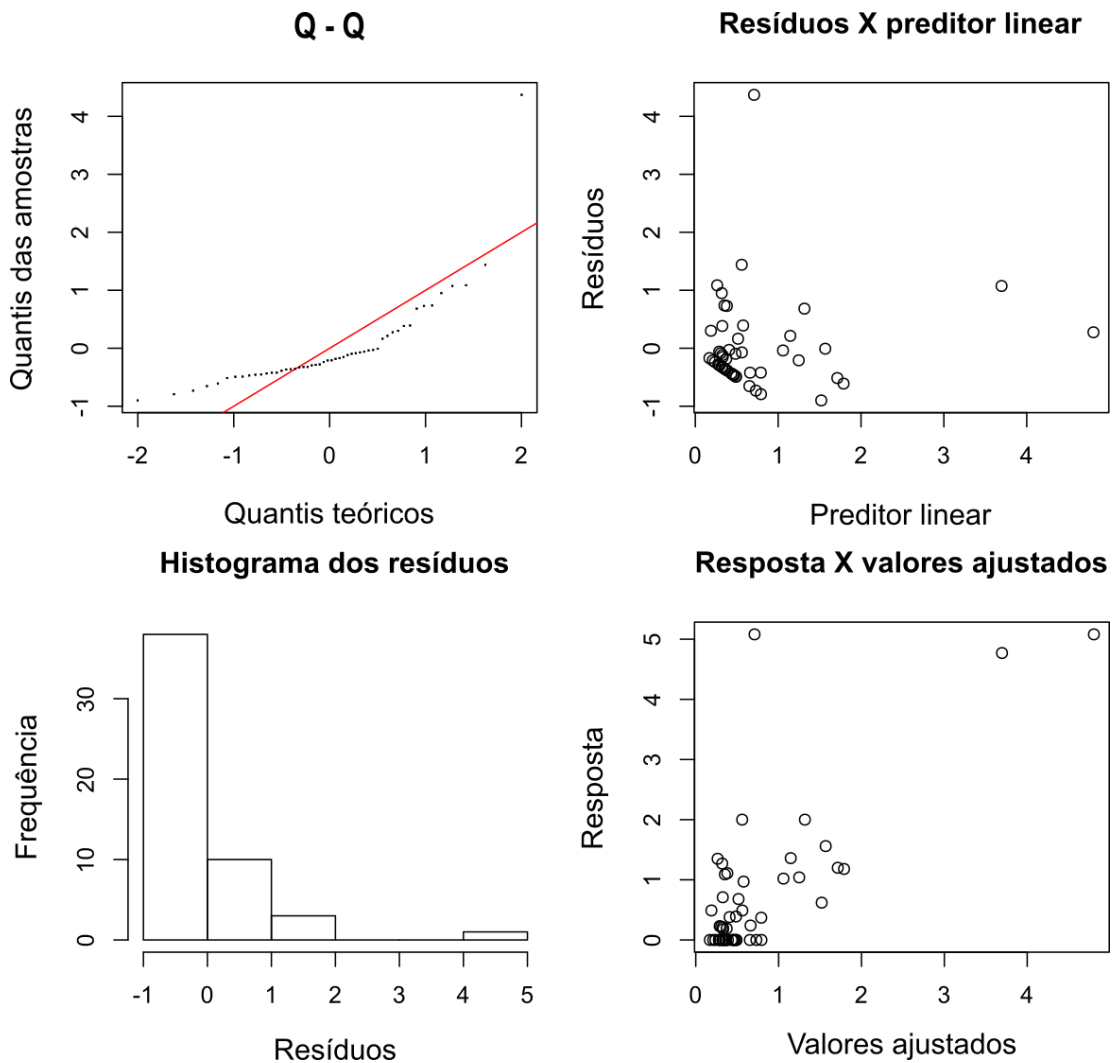 Q - Q
Quantis das amostras
4
3
2
1
0
-1
-2 -1 0 1 2
Quantis teóricos
Resíduos X preditor linear
Resíduos
4
3
2
1
0
-1
0 1 2 3 4
Preditor linear
Histograma dos resíduos
Frequência
30
20
10
0
-1 0 1 2 3 4 5
Resíduos
Resposta X valores ajustados
Resposta
5
4
3
2
1
0
0 1 2 3 4
Valores ajustados